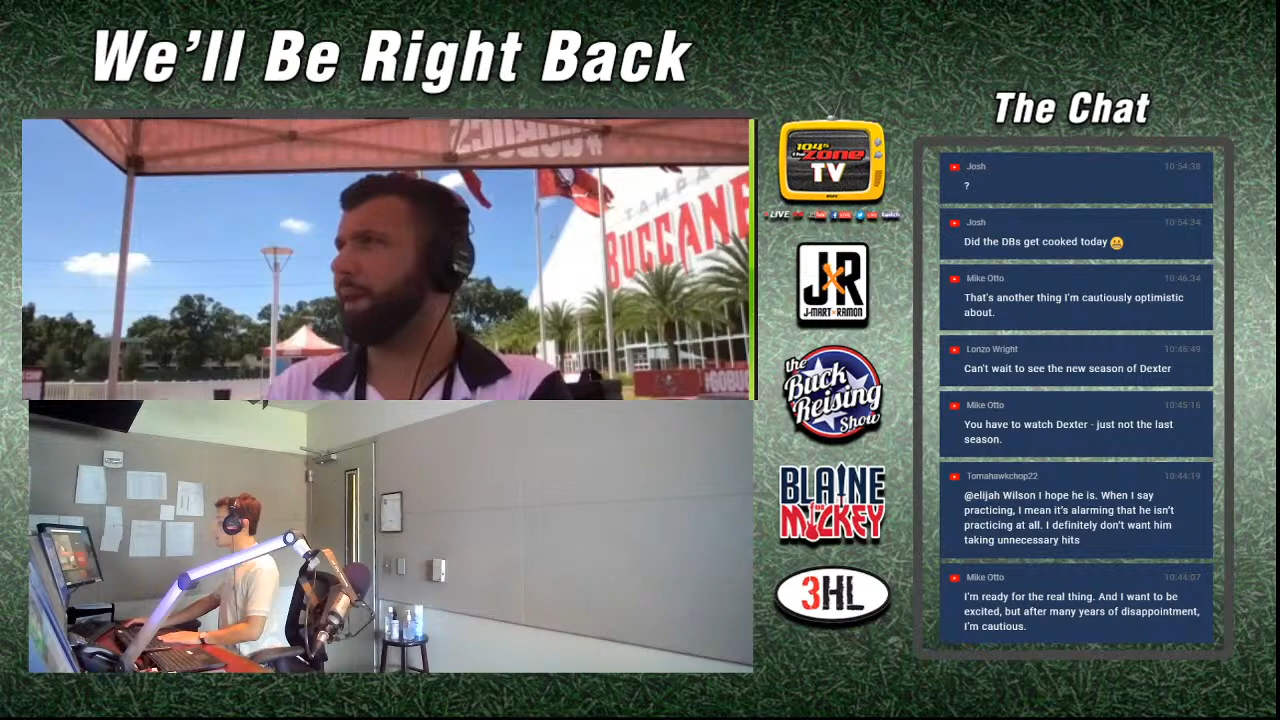 We'll Be Right Back
The Chat
TAMPA
BUCCANE
104.5
the ZONE
TV
LIVE
JxR
J-MART x RAMON
the
Buck
Reising
Show
BLAINE
AND
MICKEY
3HL
Josh 10:54:38
?
Josh 10:54:34
Did the DBs get cooked today 😬
Mike Otto 10:46:34
That's another thing I'm cautiously optimistic
about.
Lonzo Wright 10:45:49
Can't wait to see the new season of Dexter
Mike Otto 10:45:16
You have to watch Dexter - just not the last
season.
Tomahawkchop22 10:44:19
@elijah Wilson I hope he is. When I say
practicing, I mean it's alarming that he isn't
practicing at all. I definitely don't want him
taking unnecessary hits
Mike Otto 10:44:07
I'm ready for the real thing. And I want to be
excited, but after many years of disappointment,
I'm cautious.